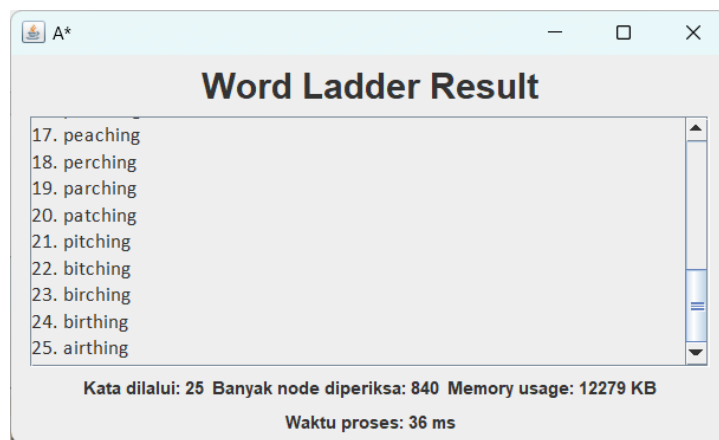 A*
Word Ladder Result
17. peaching
18. perching
19. parching
20. patching
21. pitching
22. bitching
23. birching
24. birthing
25. airthing
Kata dilalui: 25 Banyak node diperiksa: 840 Memory usage: 12279 KB
Waktu proses: 36 ms